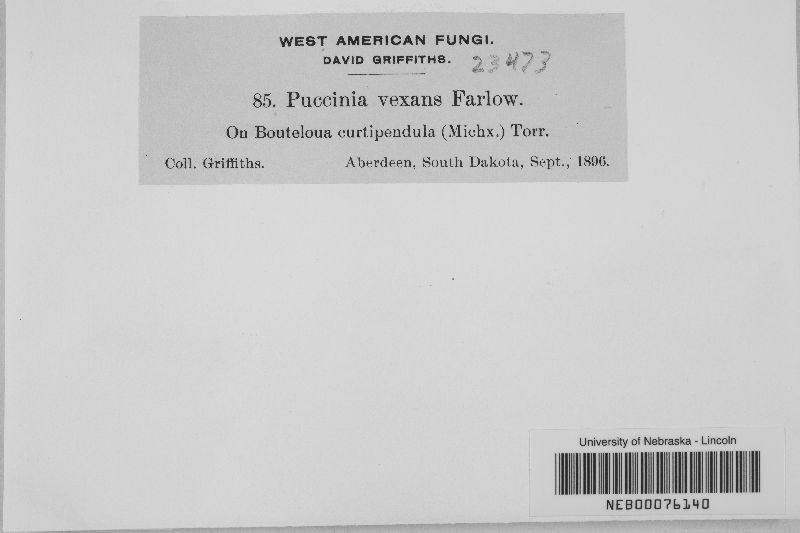 WEST AMERICAN FUNGI.
DAVID GRIFFITHS.
23473
85. Puccinia vexans Farlow.
On Bouteloua curtipendula (Michx.) Torr.
Coll. Griffiths. Aberdeen, South Dakota, Sept., 1896.
University of Nebraska - Lincoln
NEB00076140